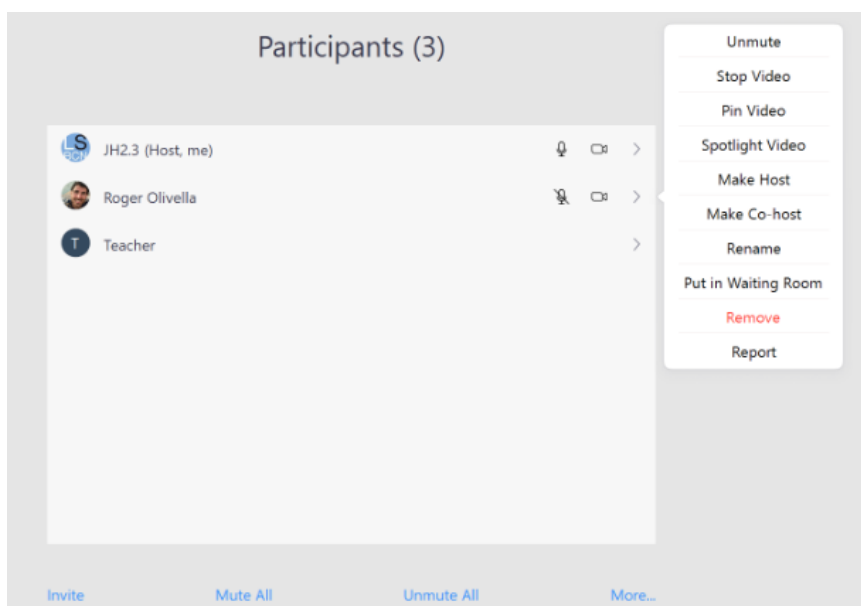 Participants (3)
JH2.3 (Host, me)
Roger Olivella
T Teacher
Unmute
Stop Video
Pin Video
Spotlight Video
Make Host
Make Co-host
Rename
Put in Waiting Room
Remove
Report
Invite Mute All Unmute All More...